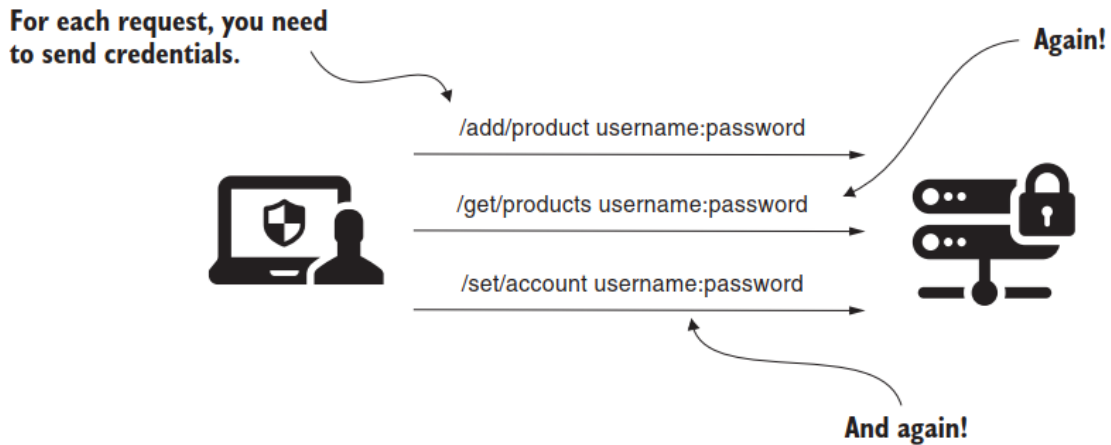 For each request, you need
to send credentials.
Again!
/add/product username:password
/get/products username:password
/set/account username:password
And again!